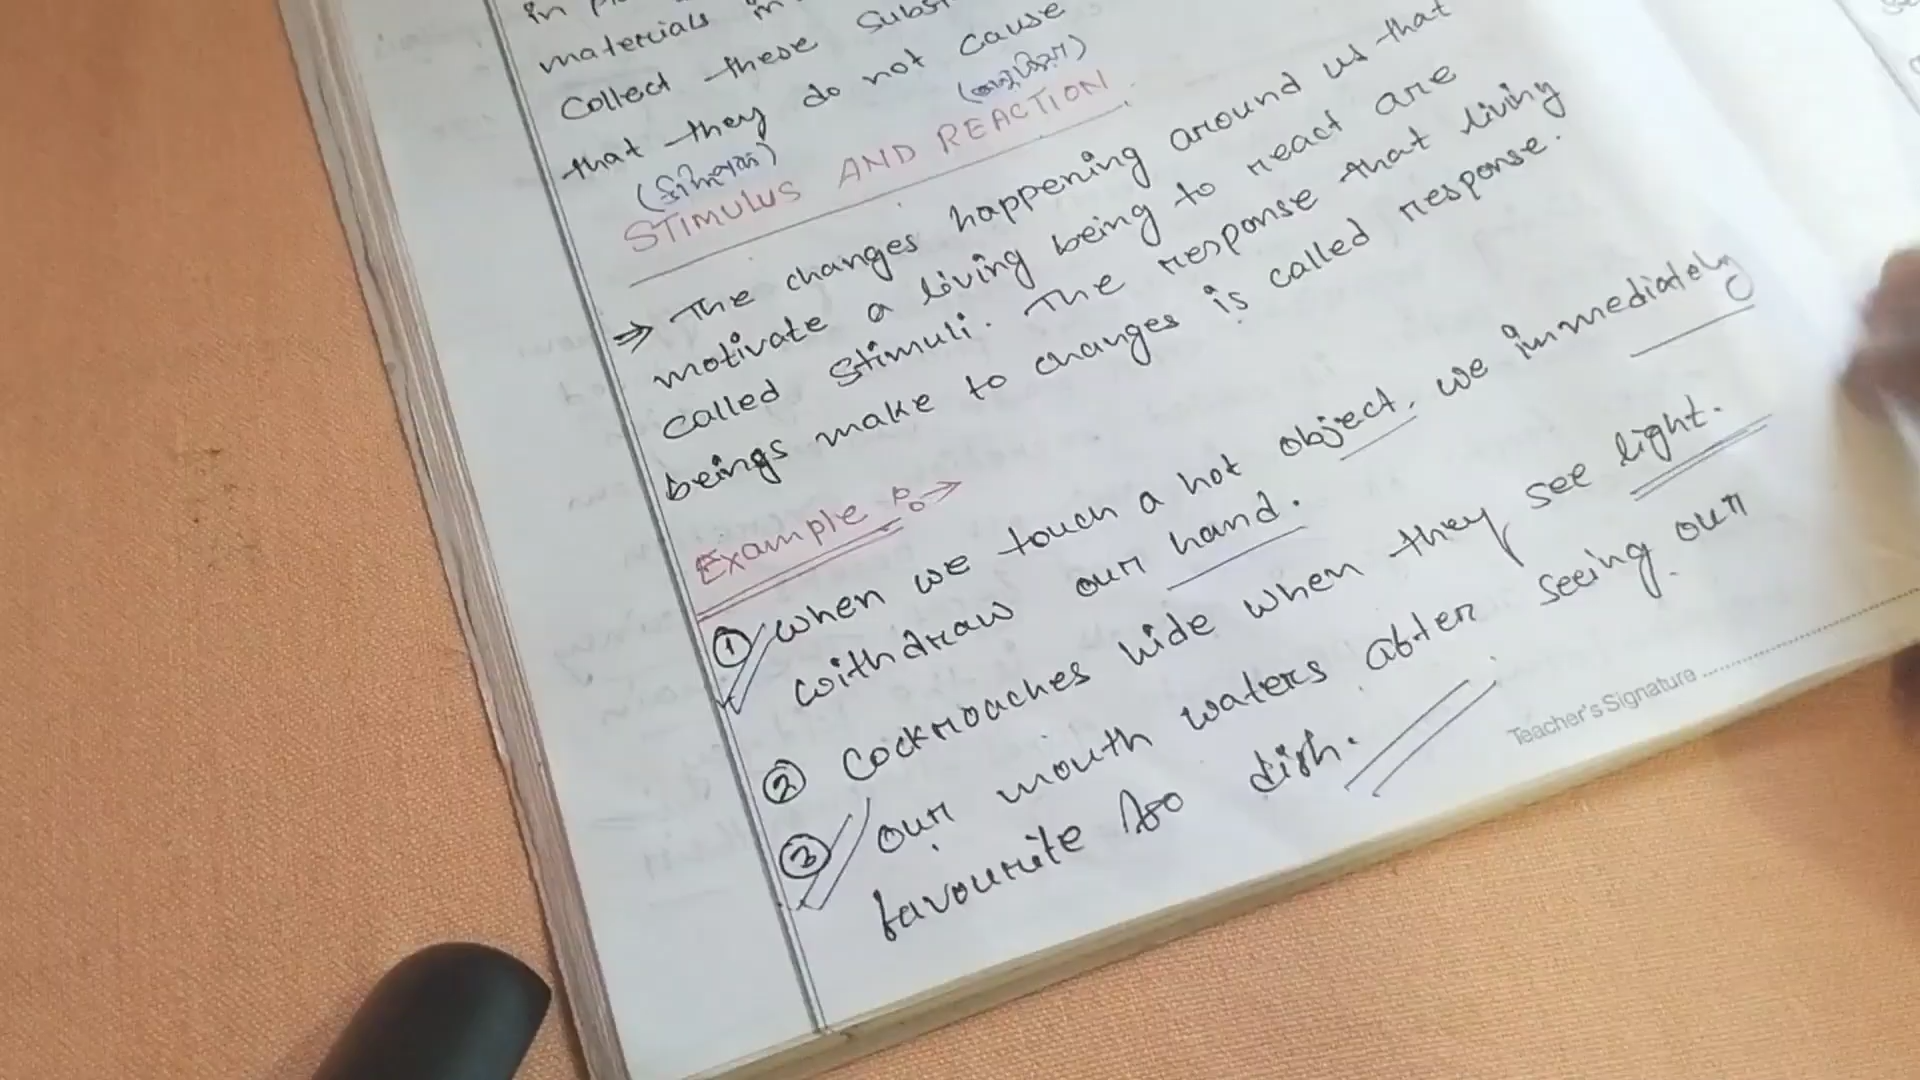 in
materials in
Collect these
that they do not cause
STIMULUS AND REACTION
⇒ The changes happening around us that
motivate a living being to react are
called stimuli. The response that living
beings make to changes is called response.
Example :→
① When we touch a hot object, we immediately
withdraw our hand.
② Cockroaches hide when they see light.
③ Our mouth waters after seeing our
favourite dish.
Teacher's Signature